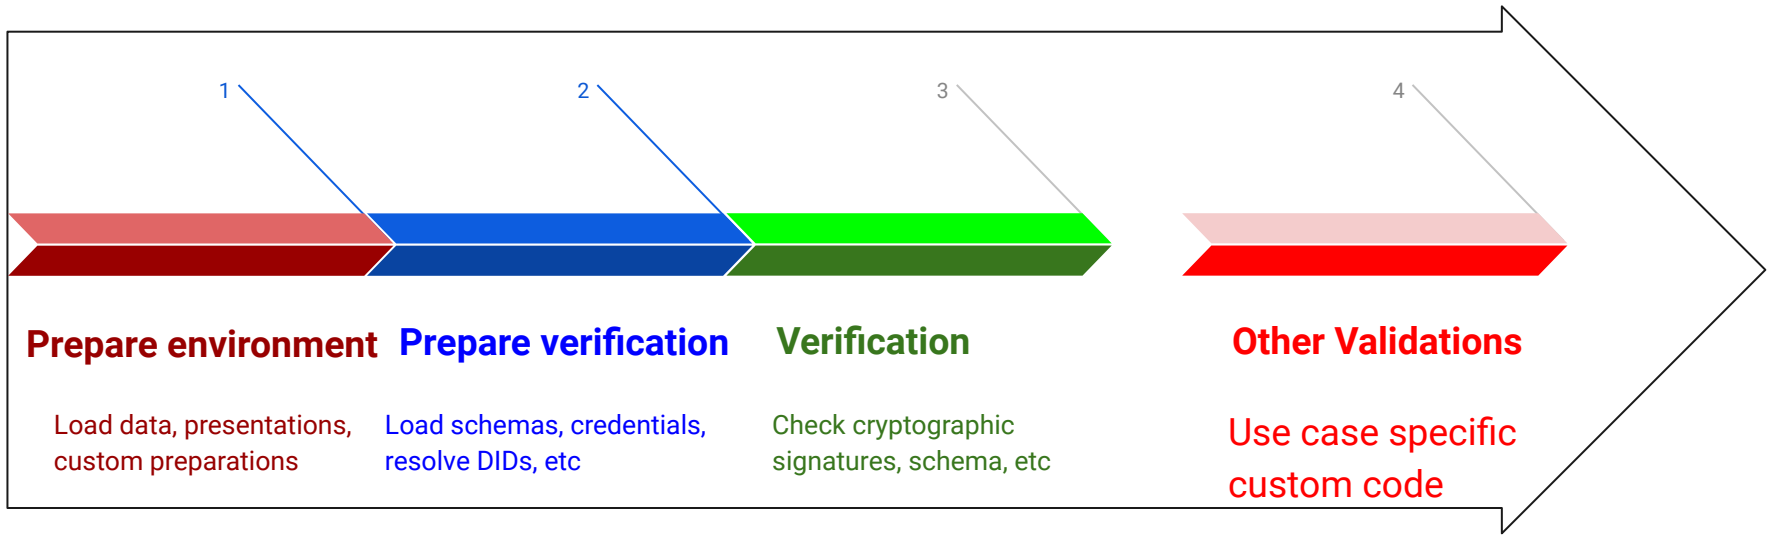 1
2
3
4
Prepare environment
Prepare verification
Verification
Other Validations
Load data, presentations,
custom preparations
Load schemas, credentials,
resolve DIDs, etc
Check cryptographic
signatures, schema, etc
Use case specific
custom code